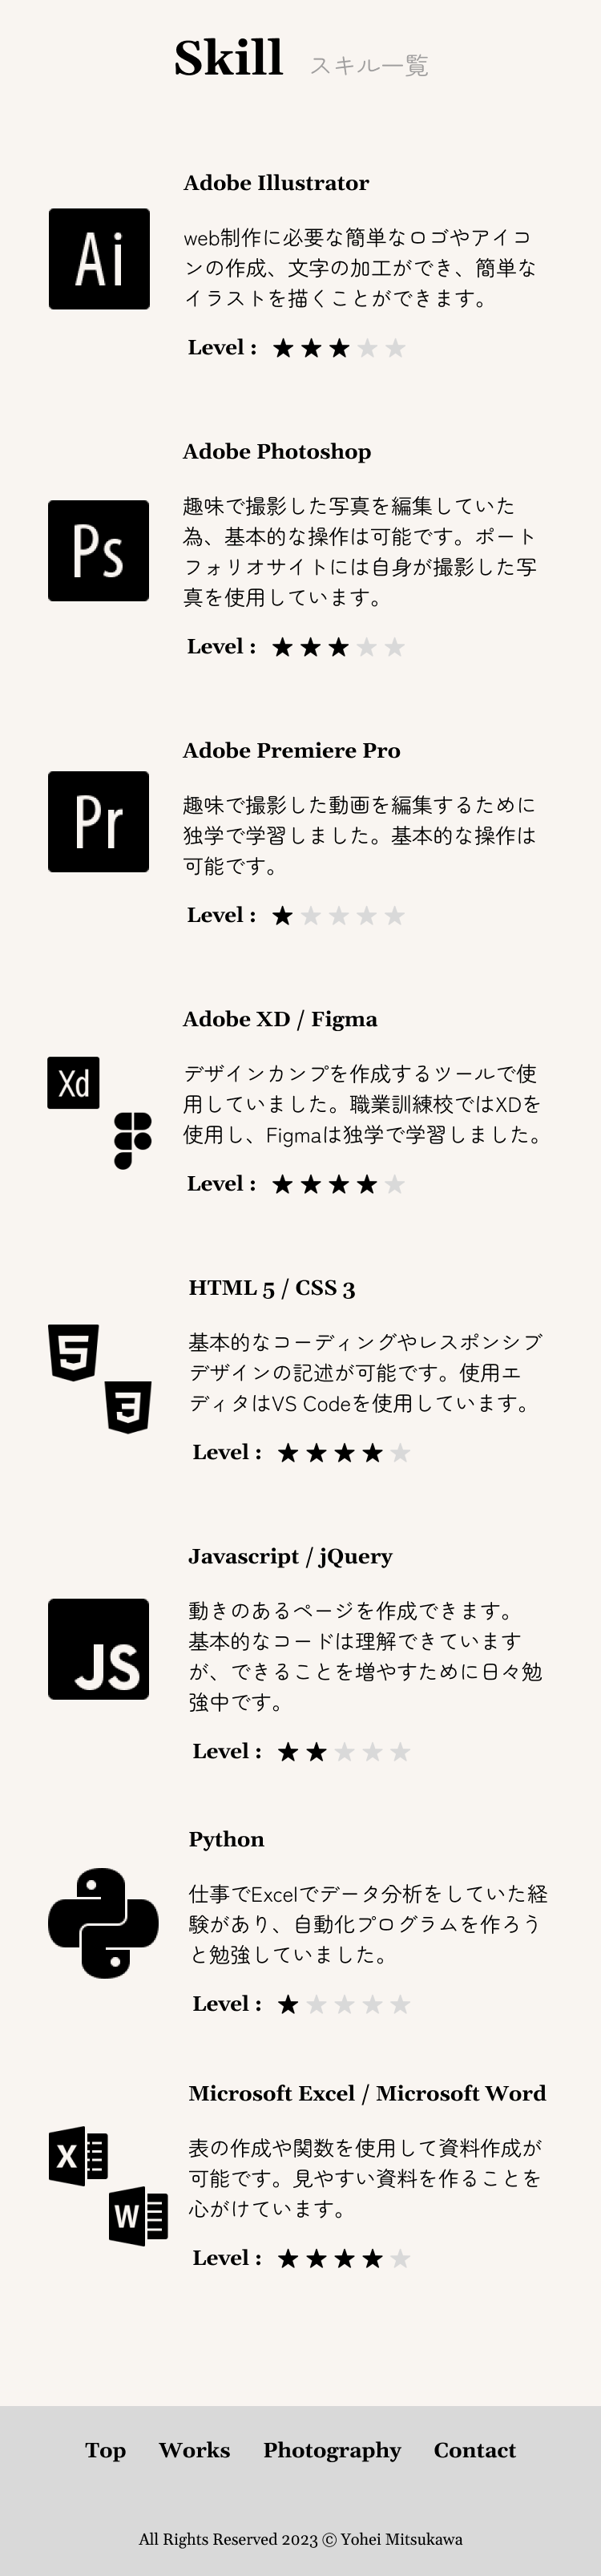 Skill スキル一覧
Adobe Illustrator
Ai
web制作に必要な簡単なロゴやアイコ
ンの作成、文字の加工ができ、簡単な
イラストを描くことができます。
Level : ★★★★★
Adobe Photoshop
Ps
趣味で撮影した写真を編集していた
為、基本的な操作は可能です。ポート
フォリオサイトには自身が撮影した写
真を使用しています。
Level : ★★★★★
Adobe Premiere Pro
Pr
趣味で撮影した動画を編集するために
独学で学習しました。基本的な操作は
可能です。
Level : ★★★★★
Adobe XD / Figma
Xd
デザインカンプを作成するツールで使
用していました。職業訓練校ではXDを
使用し、Figmaは独学で学習しました。
Level : ★★★★★
HTML 5 / CSS 3
5
3
基本的なコーディングやレスポンシブ
デザインの記述が可能です。使用エ
ディタはVS Codeを使用しています。
Level : ★★★★★
Javascript / jQuery
JS
動きのあるページを作成できます。
基本的なコードは理解できています
が、できることを増やすために日々勉
強中です。
Level : ★★★★★
Python
仕事でExcelでデータ分析をしていた経
験があり、自動化プログラムを作ろう
と勉強していました。
Level : ★★★★★
Microsoft Excel / Microsoft Word
X
W
表の作成や関数を使用して資料作成が
可能です。見やすい資料を作ることを
心がけています。
Level : ★★★★★
Top Works Photography Contact
All Rights Reserved 2023 © Yohei Mitsukawa